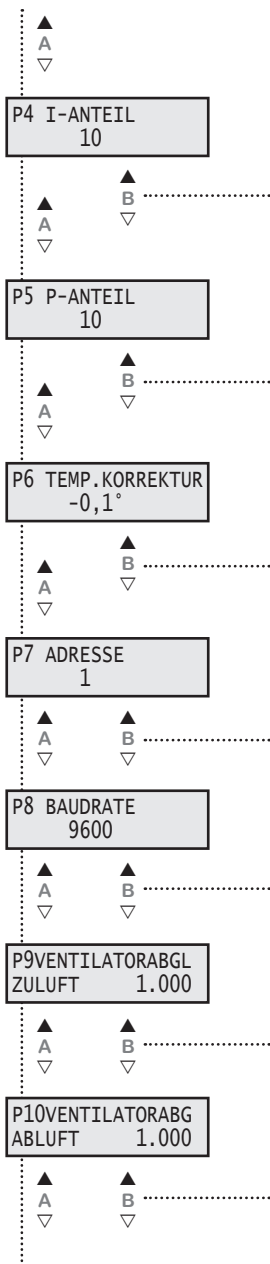 ▲
A
▽
P4 I-ANTEIL
10
▲
B
▽
▲
A
▽
P5 P-ANTEIL
10
▲
B
▽
▲
A
▽
P6 TEMP.KORREKTUR
-0,1°
▲
B
▽
▲
A
▽
P7 ADRESSE
1
▲ ▲
A B
▽ ▽
P8 BAUDRATE
9600
▲ ▲
A B
▽ ▽
P9VENTILATORABGL
ZULUFT 1.000
▲ ▲
A B
▽ ▽
P10VENTILATORABG
ABLUFT 1.000
▲ ▲
A B
▽ ▽